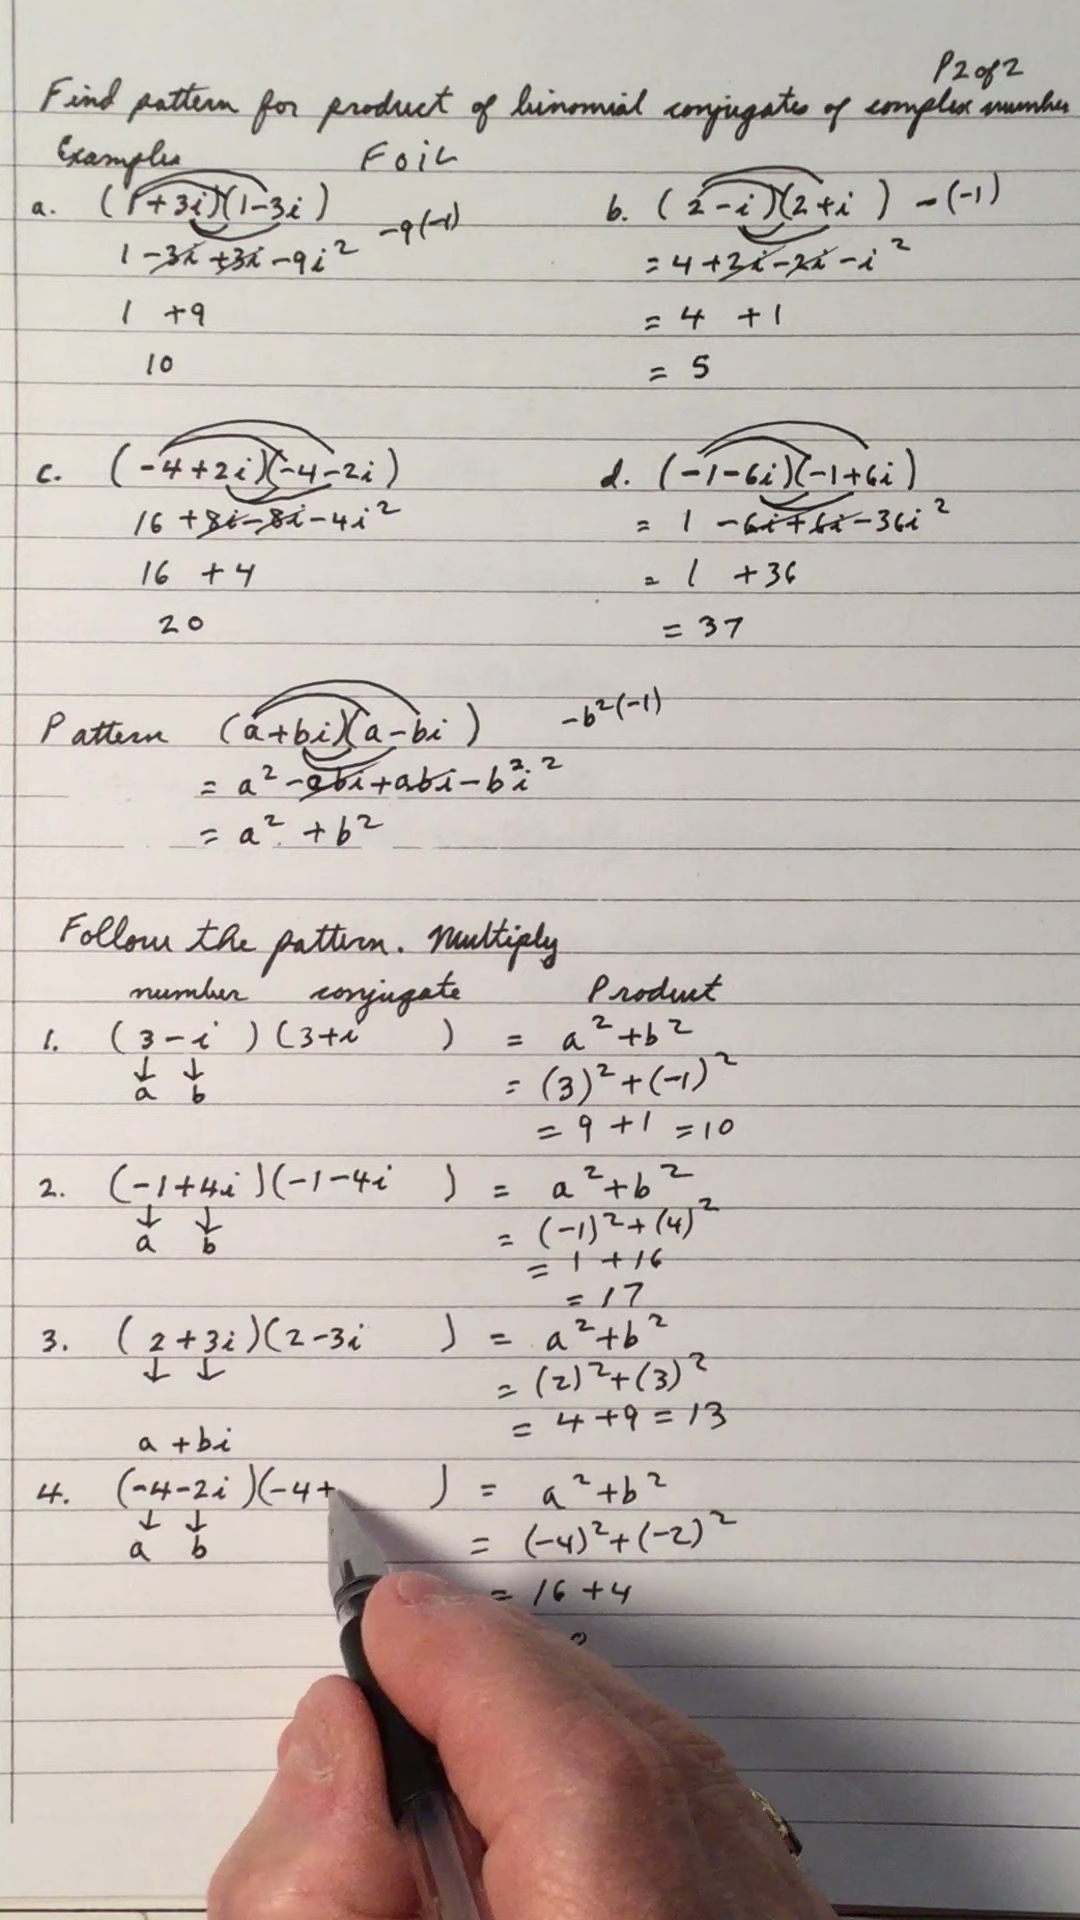 P2 of 2
Find pattern for product of binomial conjugates of complex number
Examples FOIL
a. (1+3i)(1-3i) -9(-1)
1 -3i +3i -9i²
1 +9
10
b. (2-i)(2+i) -(-1)
= 4+2i-2i-i²
= 4 +1
= 5
c. (-4+2i)(-4-2i)
16 +8i-8i-4i²
16 +4
20
d. (-1-6i)(-1+6i)
= 1 -6i+6i-36i²
= 1 +36
= 37
Pattern (a+bi)(a-bi) -b²(-1)
= a²-abi+abi-b²i²
= a² +b²
Follow the pattern. Multiply
number conjugate Product
1. (3-i)(3+i ) = a²+b²
↓ ↓
a b
= (3)²+(-1)²
= 9+1 =10
2. (-1+4i)(-1-4i ) = a²+b²
↓ ↓
a b
= (-1)²+(4)²
= 1 +16
= 17
3. (2+3i)(2-3i ) = a²+b²
↓ ↓
= (2)²+(3)²
= 4+9=13
a +bi
4. (-4-2i)(-4+ ) = a²+b²
↓ ↓
a b
= (-4)²+(-2)²
= 16+4